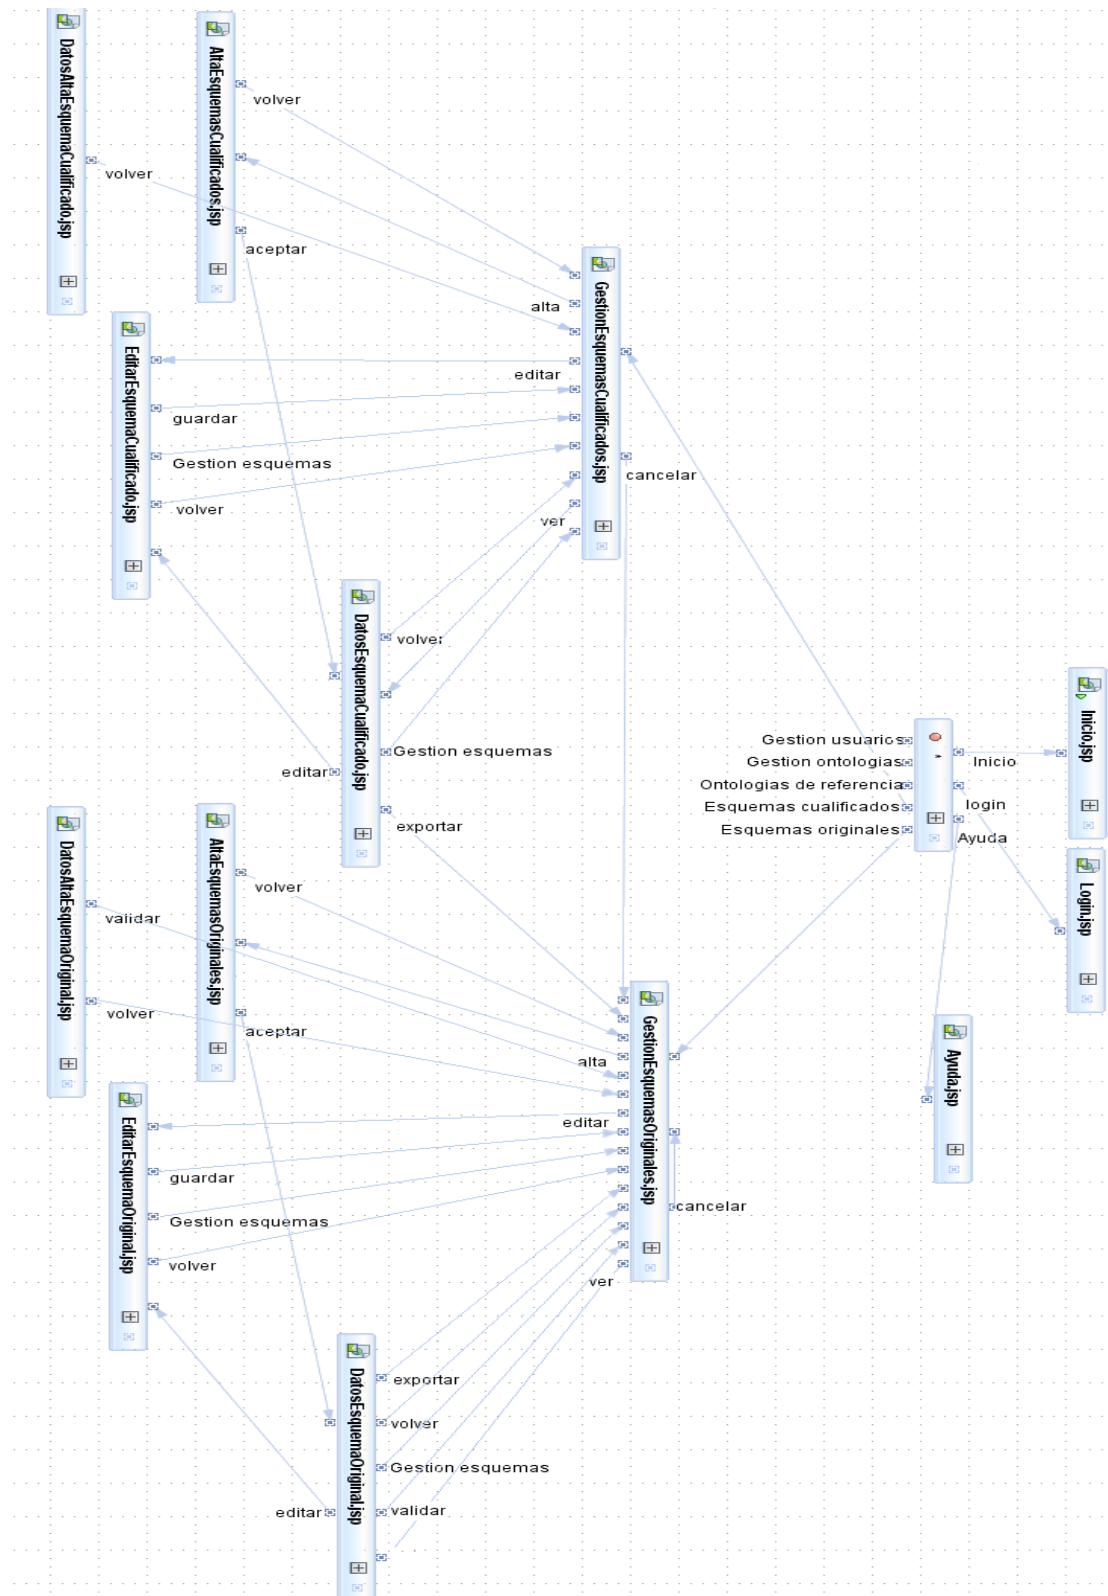 DatosAltaEsquemaCualificado.jsp
volver
AltaEsquemasCualificados.jsp
volver
aceptar
GestionEsquemasCualificados.jsp
alta
editar
ver
cancelar
EditarEsquemaCualificado.jsp
guardar
Gestion esquemas
volver
DatosEsquemaCualificado.jsp
volver
Gestion esquemas
editar
exportar
*
Gestion usuarios
Gestion ontologias
Ontologias de referencia
Esquemas cualificados
Esquemas originales
Inicio
login
Ayuda
Inicio.jsp
Login.jsp
Ayuda.jsp
DatosAltaEsquemaOriginal.jsp
validar
volver
AltaEsquemasOriginales.jsp
volver
aceptar
GestionEsquemasOriginales.jsp
alta
editar
ver
cancelar
EditarEsquemaOriginal.jsp
guardar
Gestion esquemas
volver
DatosEsquemaOriginal.jsp
exportar
volver
Gestion esquemas
editar
validar